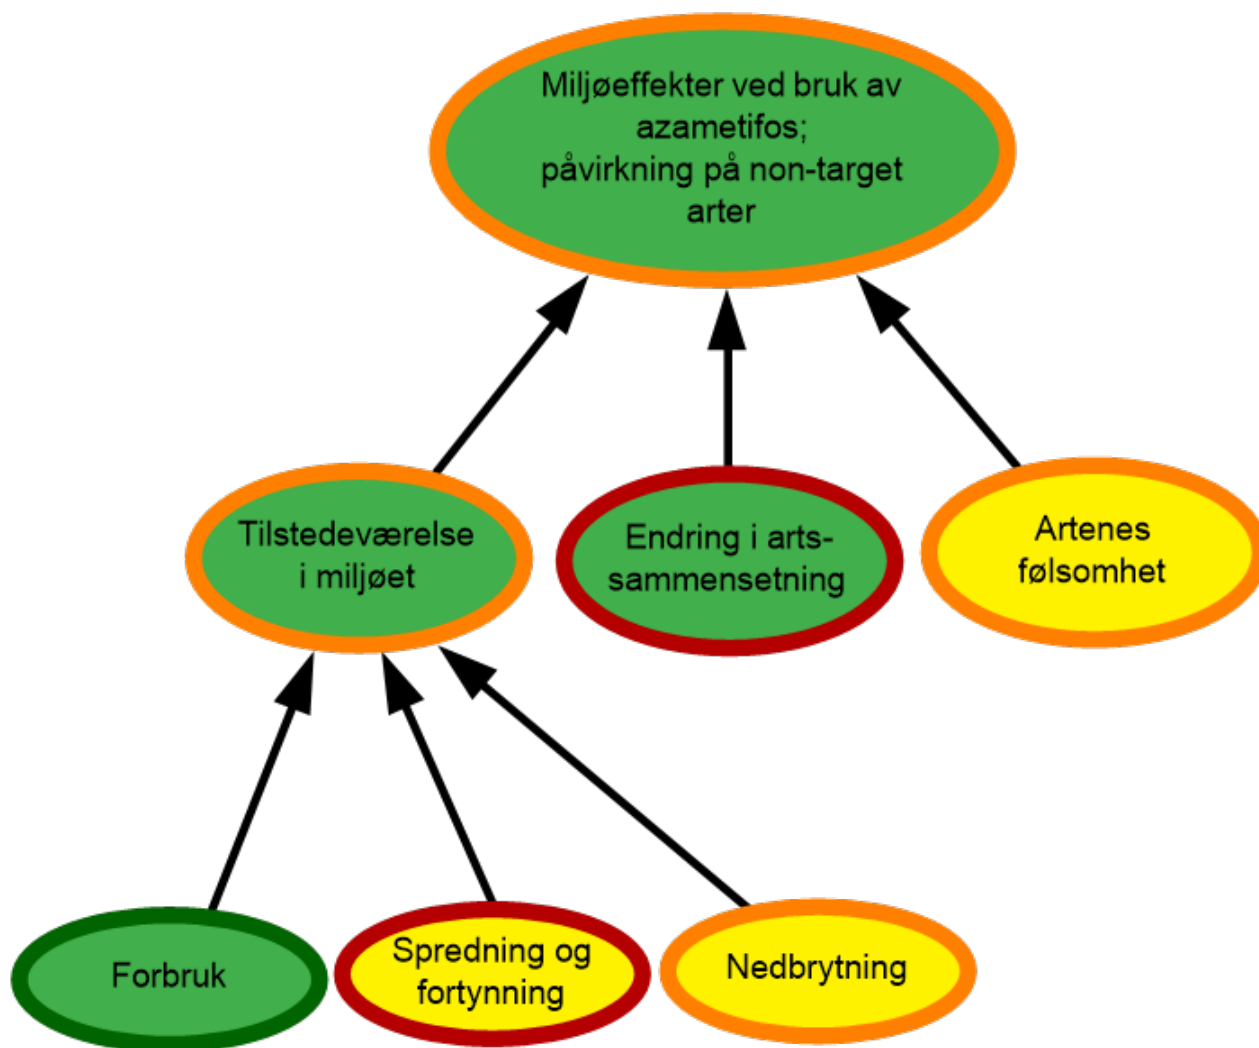 Miljøeffekter ved bruk av
azametifos;
påvirkning på non-target
arter
Tilstedeværelse
i miljøet
Endring i arts-
sammensetning
Artenes
følsomhet
Forbruk
Spredning og
fortynning
Nedbrytning